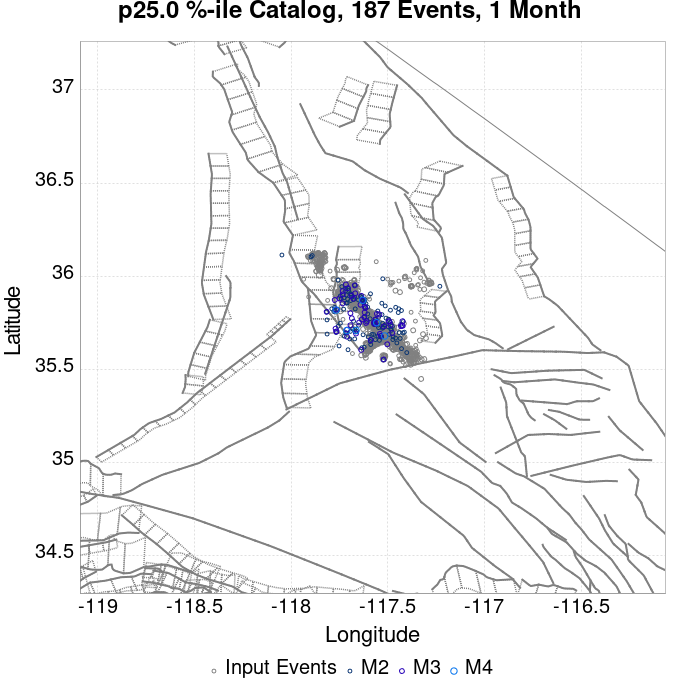 p25.0 %-ile Catalog, 187 Events, 1 Month
37
36.5
36
35.5
35
34.5
Latitude
-119
-118.5
-118
-117.5
-117
-116.5
Longitude
Input Events
M2
M3
M4